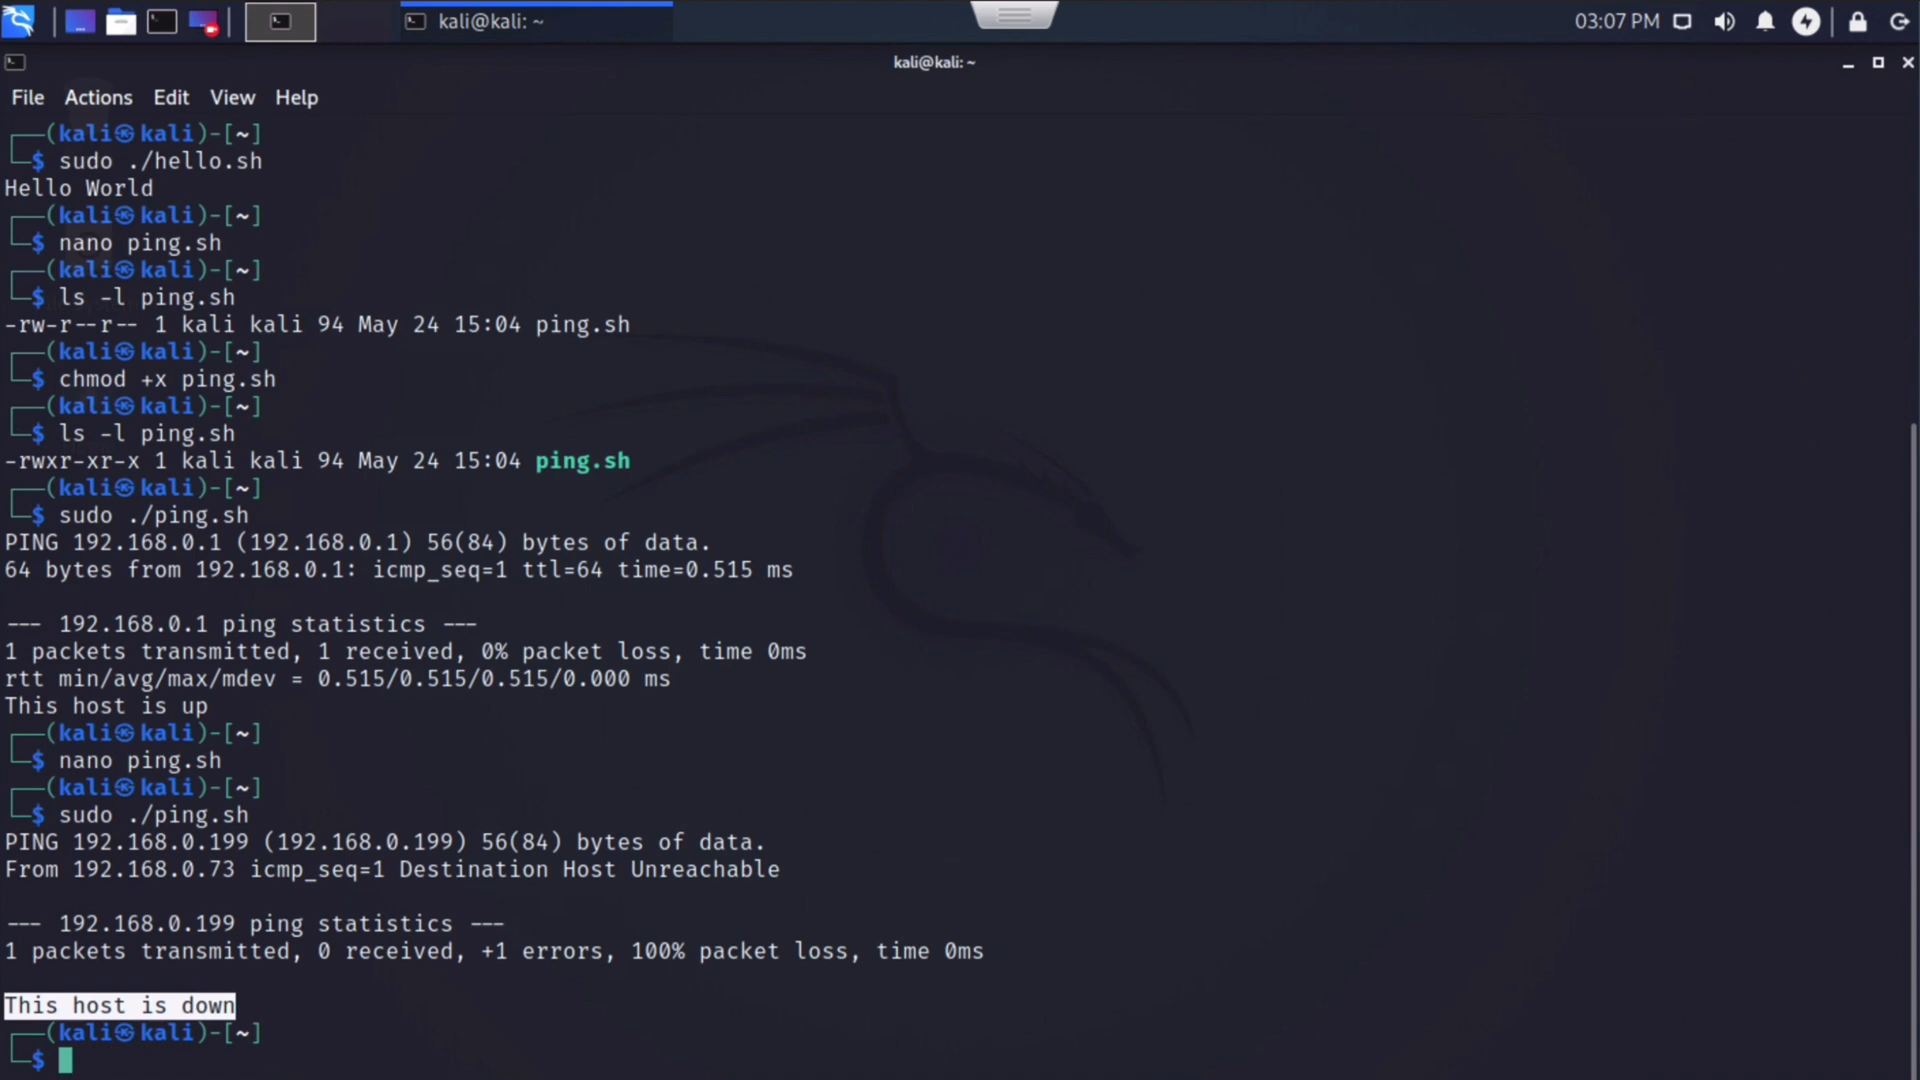 kali@kali: ~
03:07 PM
kali@kali: ~
File Actions Edit View Help
┌──(kali㉿kali)-[~]
└─$ sudo ./hello.sh
Hello World
┌──(kali㉿kali)-[~]
└─$ nano ping.sh
┌──(kali㉿kali)-[~]
└─$ ls -l ping.sh
-rw-r--r-- 1 kali kali 94 May 24 15:04 ping.sh
┌──(kali㉿kali)-[~]
└─$ chmod +x ping.sh
┌──(kali㉿kali)-[~]
└─$ ls -l ping.sh
-rwxr-xr-x 1 kali kali 94 May 24 15:04 ping.sh
┌──(kali㉿kali)-[~]
└─$ sudo ./ping.sh
PING 192.168.0.1 (192.168.0.1) 56(84) bytes of data.
64 bytes from 192.168.0.1: icmp_seq=1 ttl=64 time=0.515 ms
--- 192.168.0.1 ping statistics ---
1 packets transmitted, 1 received, 0% packet loss, time 0ms
rtt min/avg/max/mdev = 0.515/0.515/0.515/0.000 ms
This host is up
┌──(kali㉿kali)-[~]
└─$ nano ping.sh
┌──(kali㉿kali)-[~]
└─$ sudo ./ping.sh
PING 192.168.0.199 (192.168.0.199) 56(84) bytes of data.
From 192.168.0.73 icmp_seq=1 Destination Host Unreachable
--- 192.168.0.199 ping statistics ---
1 packets transmitted, 0 received, +1 errors, 100% packet loss, time 0ms
This host is down
┌──(kali㉿kali)-[~]
└─$